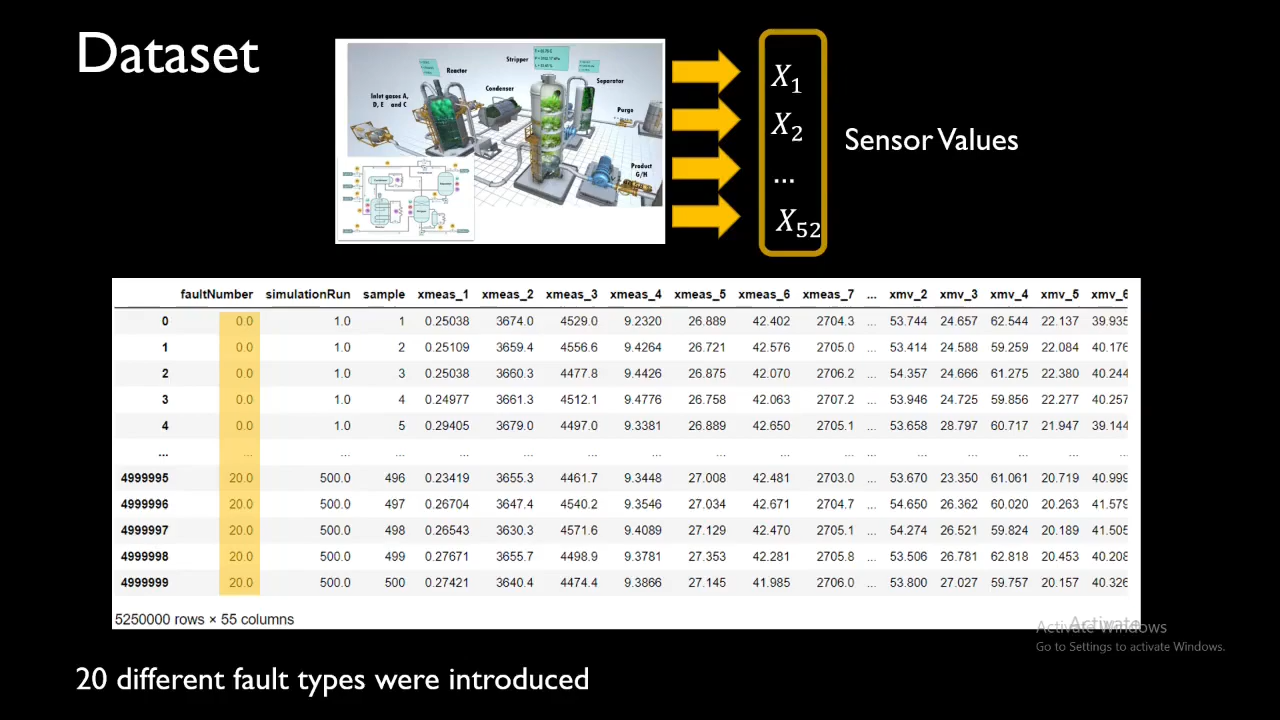 Dataset
Stripper
Reactor
Separator
Condenser
Inlet gases A,
D, E and C
Purge
Product
G/H
X1
X2
...
X52
Sensor Values
faultNumber simulationRun sample xmeas_1 xmeas_2 xmeas_3 xmeas_4 xmeas_5 xmeas_6 xmeas_7 ... xmv_2 xmv_3 xmv_4 xmv_5 xmv_6
0 0.0 1.0 1 0.25038 3674.0 4529.0 9.2320 26.889 42.402 2704.3 ... 53.744 24.657 62.544 22.137 39.935
1 0.0 1.0 2 0.25109 3659.4 4556.6 9.4264 26.721 42.576 2705.0 ... 53.414 24.588 59.259 22.084 40.176
2 0.0 1.0 3 0.25038 3660.3 4477.8 9.4426 26.875 42.070 2706.2 ... 54.357 24.666 61.275 22.380 40.244
3 0.0 1.0 4 0.24977 3661.3 4512.1 9.4776 26.758 42.063 2707.2 ... 53.946 24.725 59.856 22.277 40.257
4 0.0 1.0 5 0.29405 3679.0 4497.0 9.3381 26.889 42.650 2705.1 ... 53.658 28.797 60.717 21.947 39.144
... ... ... ... ... ... ... ... ... ... ... ... ... ... ... ... ...
4999995 20.0 500.0 496 0.23419 3655.3 4461.7 9.3448 27.008 42.481 2703.0 ... 53.670 23.350 61.061 20.719 40.999
4999996 20.0 500.0 497 0.26704 3647.4 4540.2 9.3546 27.034 42.671 2704.7 ... 54.650 26.362 60.020 20.263 41.579
4999997 20.0 500.0 498 0.26543 3630.3 4571.6 9.4089 27.129 42.470 2705.1 ... 54.274 26.521 59.824 20.189 41.505
4999998 20.0 500.0 499 0.27671 3655.7 4498.9 9.3781 27.353 42.281 2705.8 ... 53.506 26.781 62.818 20.453 40.208
4999999 20.0 500.0 500 0.27421 3640.4 4474.4 9.3866 27.145 41.985 2706.0 ... 53.800 27.027 59.757 20.157 40.326
5250000 rows × 55 columns
Activate
Activate Windows
Go to Settings to activate Windows.
20 different fault types were introduced